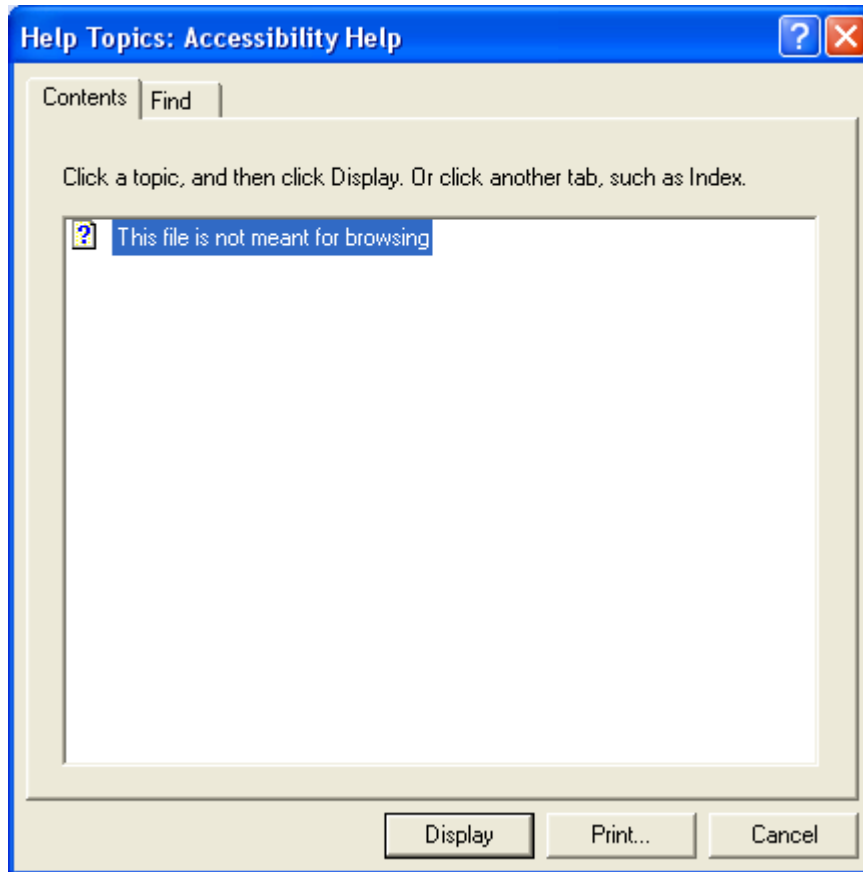 Help Topics: Accessibility Help
Contents Find
Click a topic, and then click Display. Or click another tab, such as Index.
This file is not meant for browsing
Display Print... Cancel